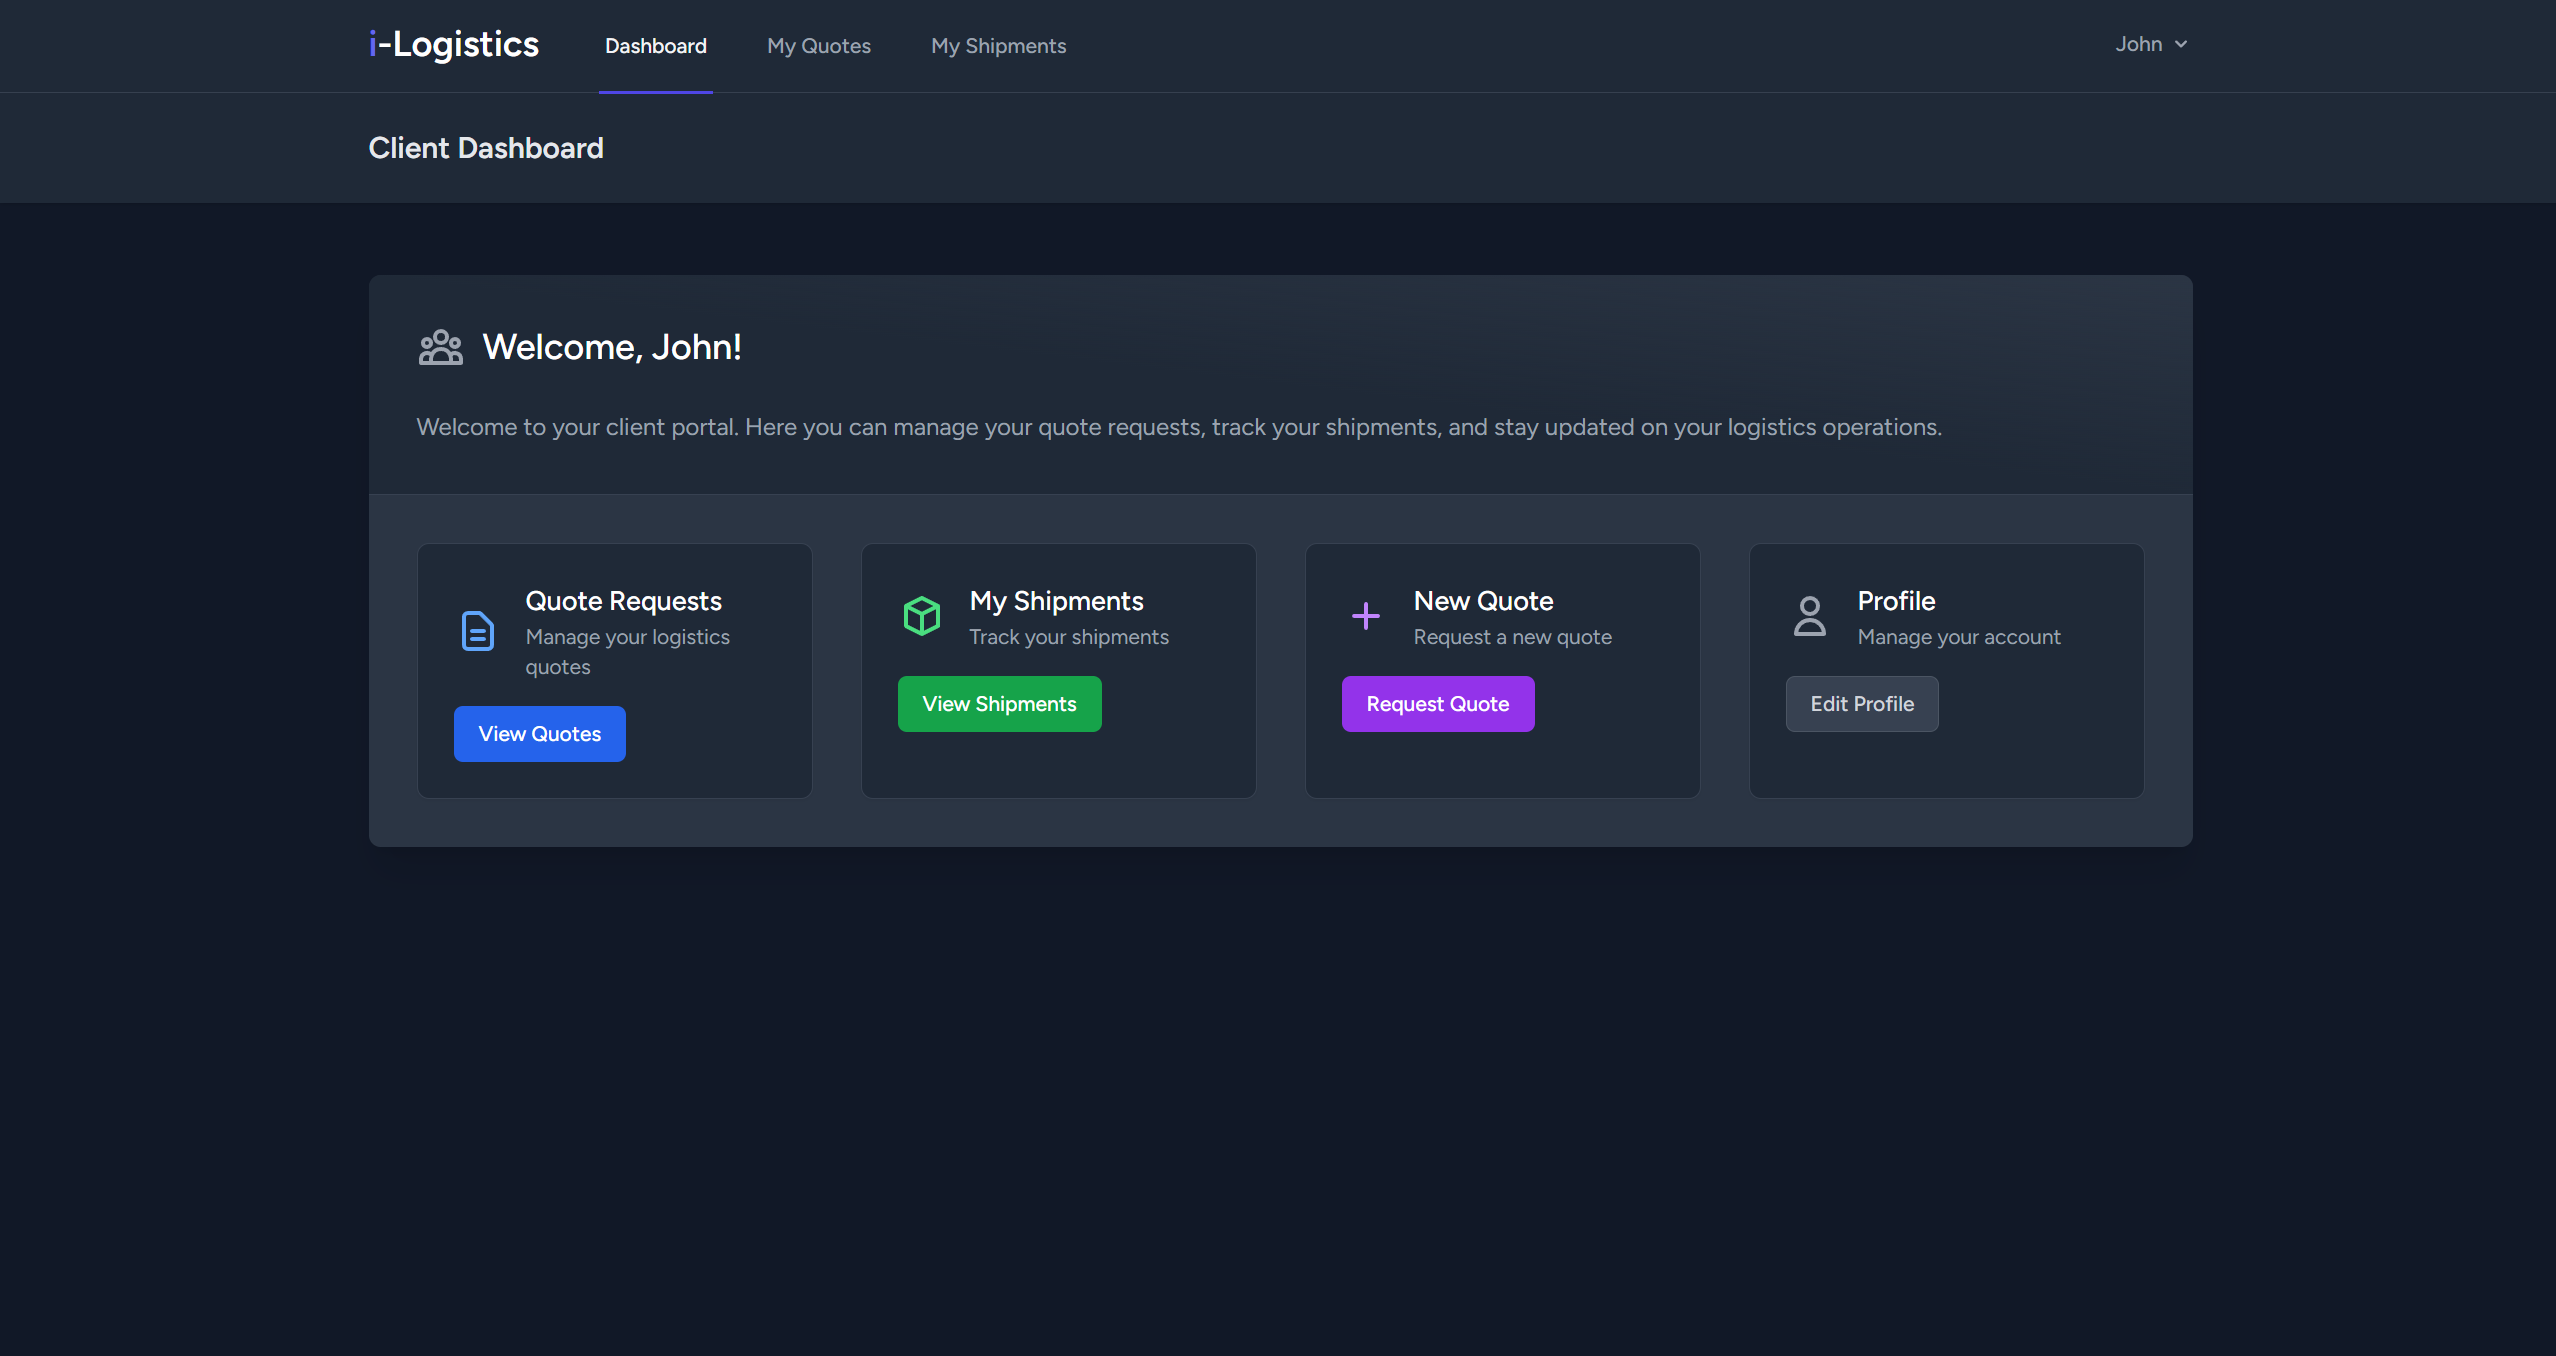 i-Logistics
Dashboard
My Quotes
My Shipments
John
Client Dashboard
Welcome, John!
Welcome to your client portal. Here you can manage your quote requests, track your shipments, and stay updated on your logistics operations.
Quote Requests
Manage your logistics
quotes
View Quotes
My Shipments
Track your shipments
View Shipments
New Quote
Request a new quote
Request Quote
Profile
Manage your account
Edit Profile